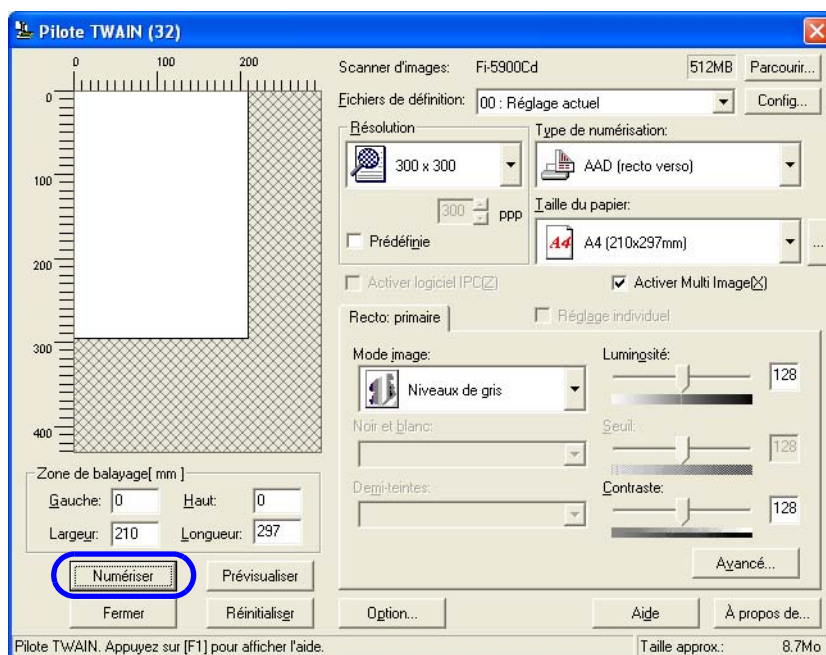 Pilote TWAIN (32)
0 100 200
0
100
200
300
400
Scanner d'images: Fi-5900Cd 512MB Parcourir...
Fichiers de définition: 00 : Réglage actuel Config...
Résolution
300 x 300
300 ppp
Prédéfinie
Type de numérisation:
AAD (recto verso)
Taille du papier:
A4 A4 (210x297mm) ...
Activer logiciel IPC(Z) Activer Multi Image(X)
Recto: primaire Réglage individuel
Mode image:
Niveaux de gris
Noir et blanc:
Demi-teintes:
Luminosité:
128
Seuil:
128
Contraste:
128
Avancé...
Zone de balayage[ mm ]
Gauche: 0 Haut: 0
Largeur: 210 Longueur: 297
Numériser Prévisualiser
Fermer Réinitialiser Option... Aide À propos de...
Pilote TWAIN. Appuyez sur [F1] pour afficher l'aide. Taille approx.: 8.7Mo